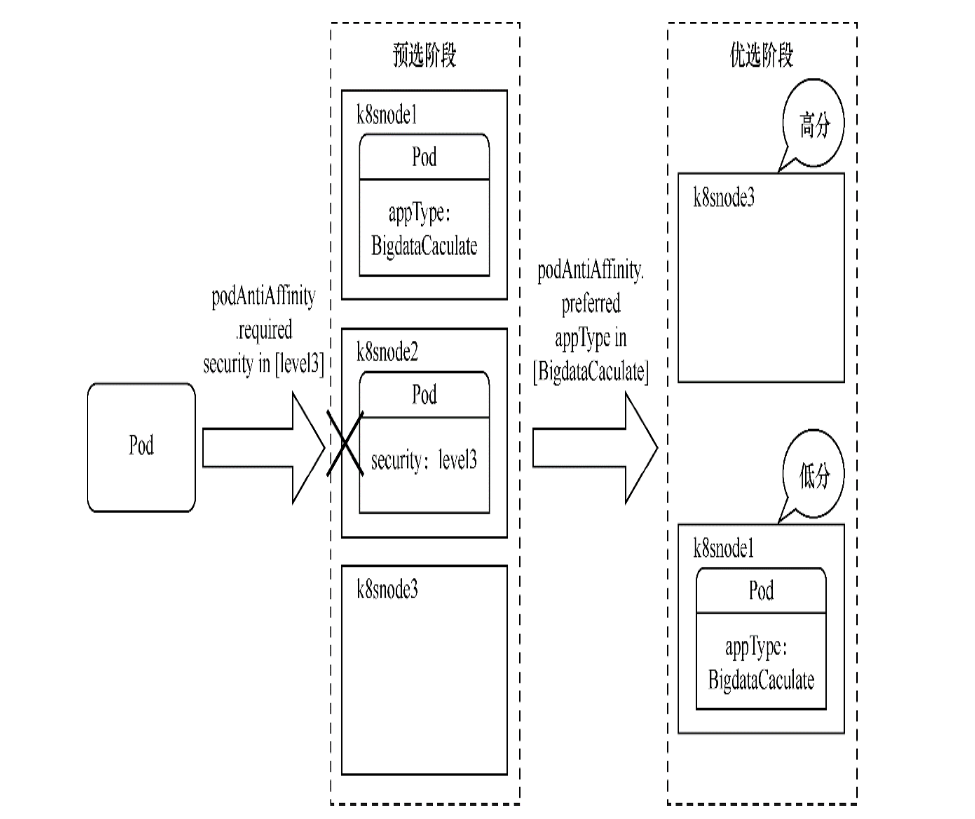 Pod
podAntiAffinity
.required
security in [level3]
预选阶段
k8snode1
Pod
appType:
BigdataCaculate
k8snode2
Pod
security: level3
k8snode3
podAntiAffinity.
preferred
appType in
[BigdataCaculate]
优选阶段
高分
k8snode3
低分
k8snode1
Pod
appType:
BigdataCaculate